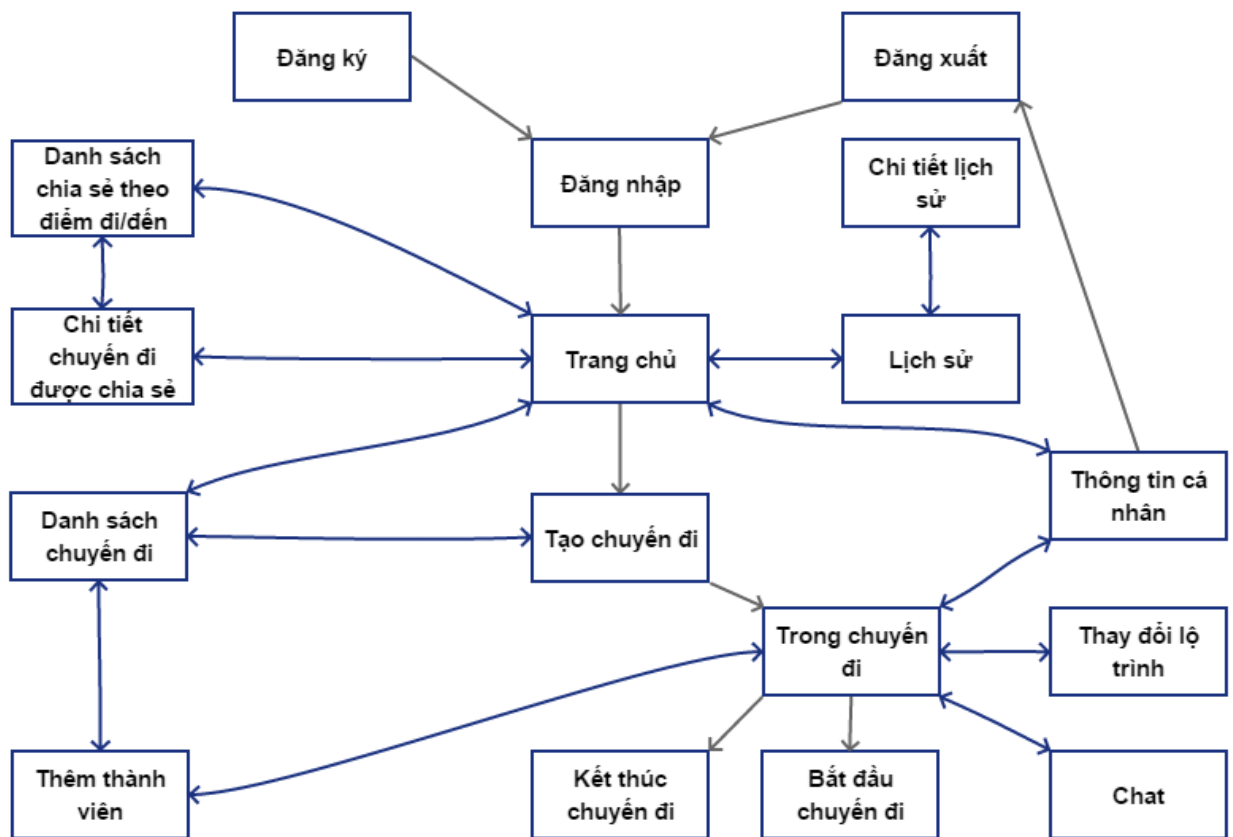 Đăng ký
Đăng xuất
Danh sách
chia sẻ theo
điểm đi/đến
Đăng nhập
Chi tiết lịch
sử
Chi tiết
chuyến đi
được chia sẻ
Trang chủ
Lịch sử
Thông tin cá
nhân
Danh sách
chuyến đi
Tạo chuyến đi
Trong chuyến
đi
Thay đổi lộ
trình
Thêm thành
viên
Kết thúc
chuyến đi
Bắt đầu
chuyến đi
Chat